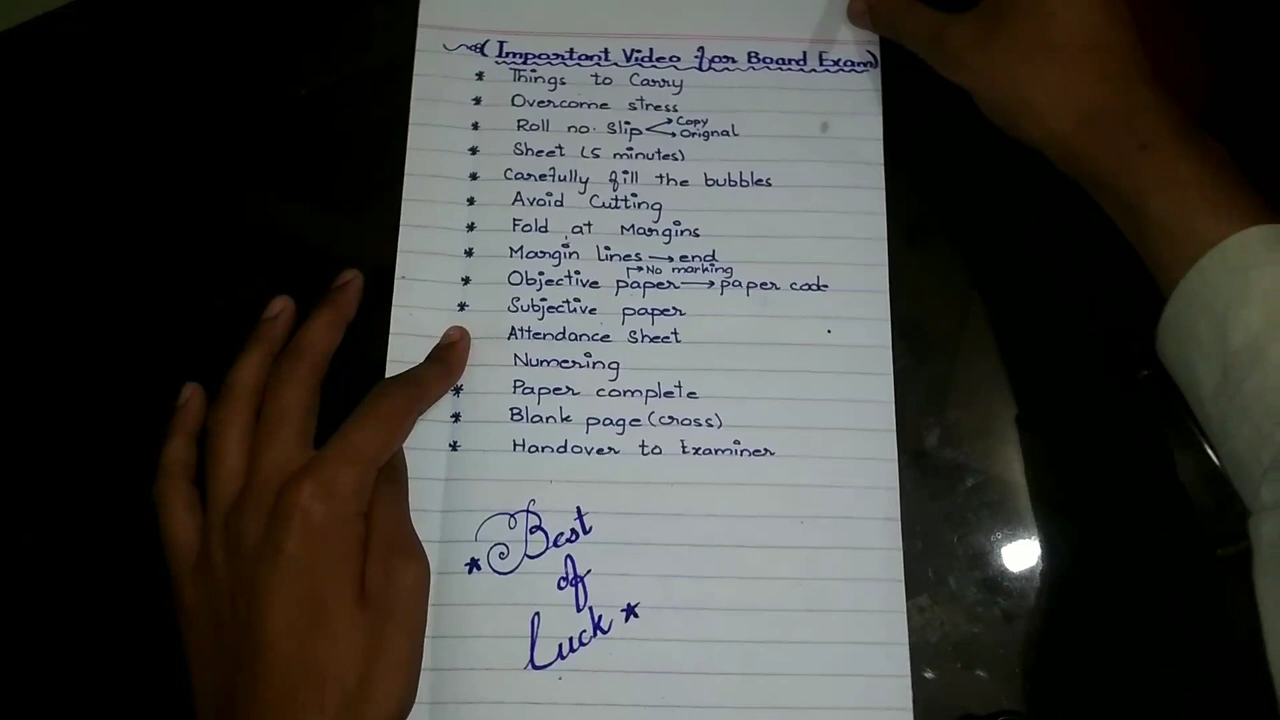 (Important Video for Board Exam)
* Things to Carry
* Overcome stress
* Roll no. Slip → Copy → Orignal
* Sheet (5 minutes)
* Carefully fill the bubbles
* Avoid Cutting
* Fold at Margins
* Margin lines → end
→ No marking
* Objective paper → paper code
* Subjective paper
Attendance Sheet
Numering
* Paper complete
* Blank page (cross)
* Handover to Examiner
* Best
of
Luck *